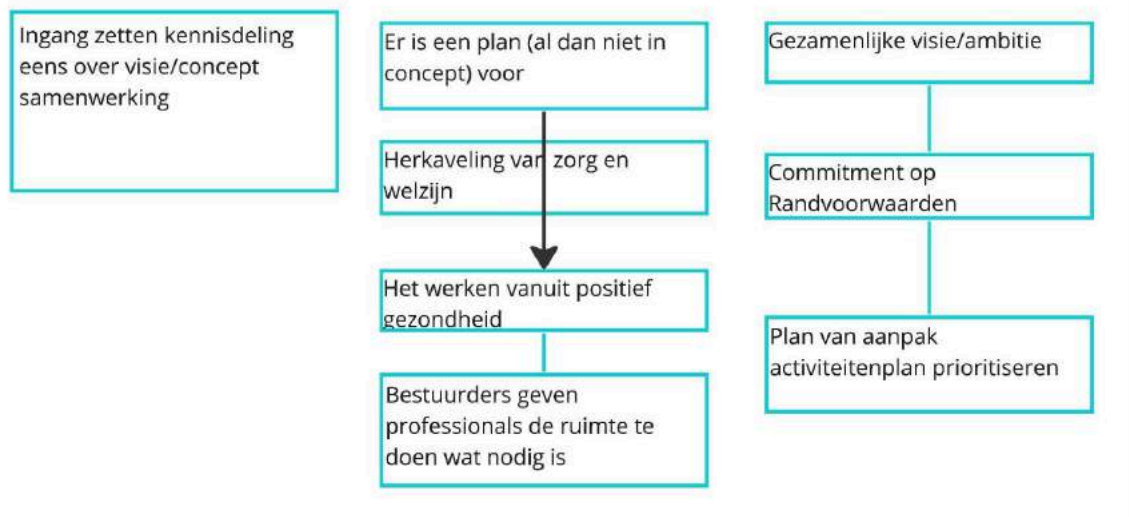 Ingang zetten kennisdeling
eens over visie/concept
samenwerking
Er is een plan (al dan niet in
concept) voor
Herkaveling van zorg en
welzijn
Het werken vanuit positief
gezondheid
Bestuurders geven
professionals de ruimte te
doen wat nodig is
Gezamenlijke visie/ambitie
Commitment op
Randvoorwaarden
Plan van aanpak
activiteitenplan prioritiseren